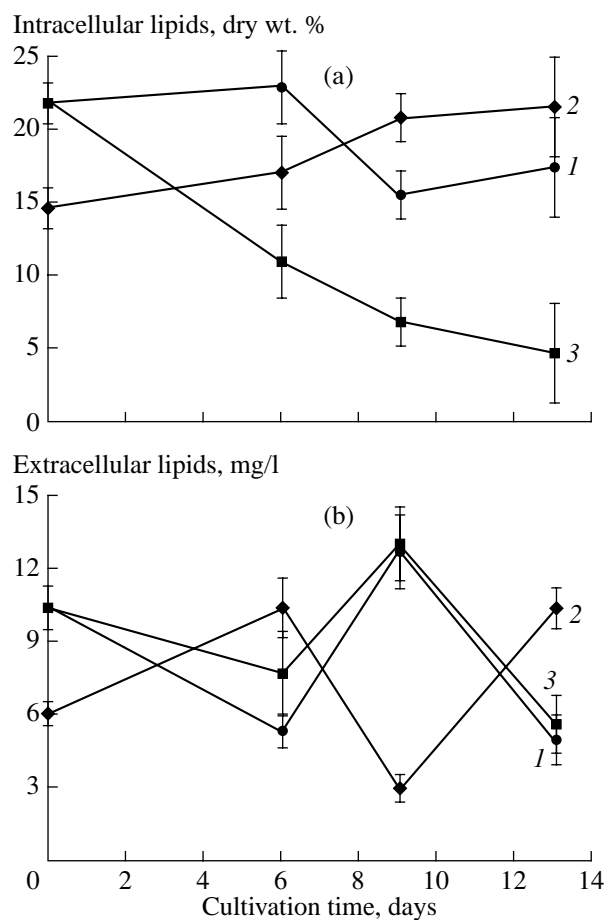 Intracellular lipids, dry wt. %
25
(a)
20
2
1
15
10
5
3
0
Extracellular lipids, mg/l
15
(b)
12
2
9
3
6
1
3
0 2 4 6 8 10 12 14
Cultivation time, days